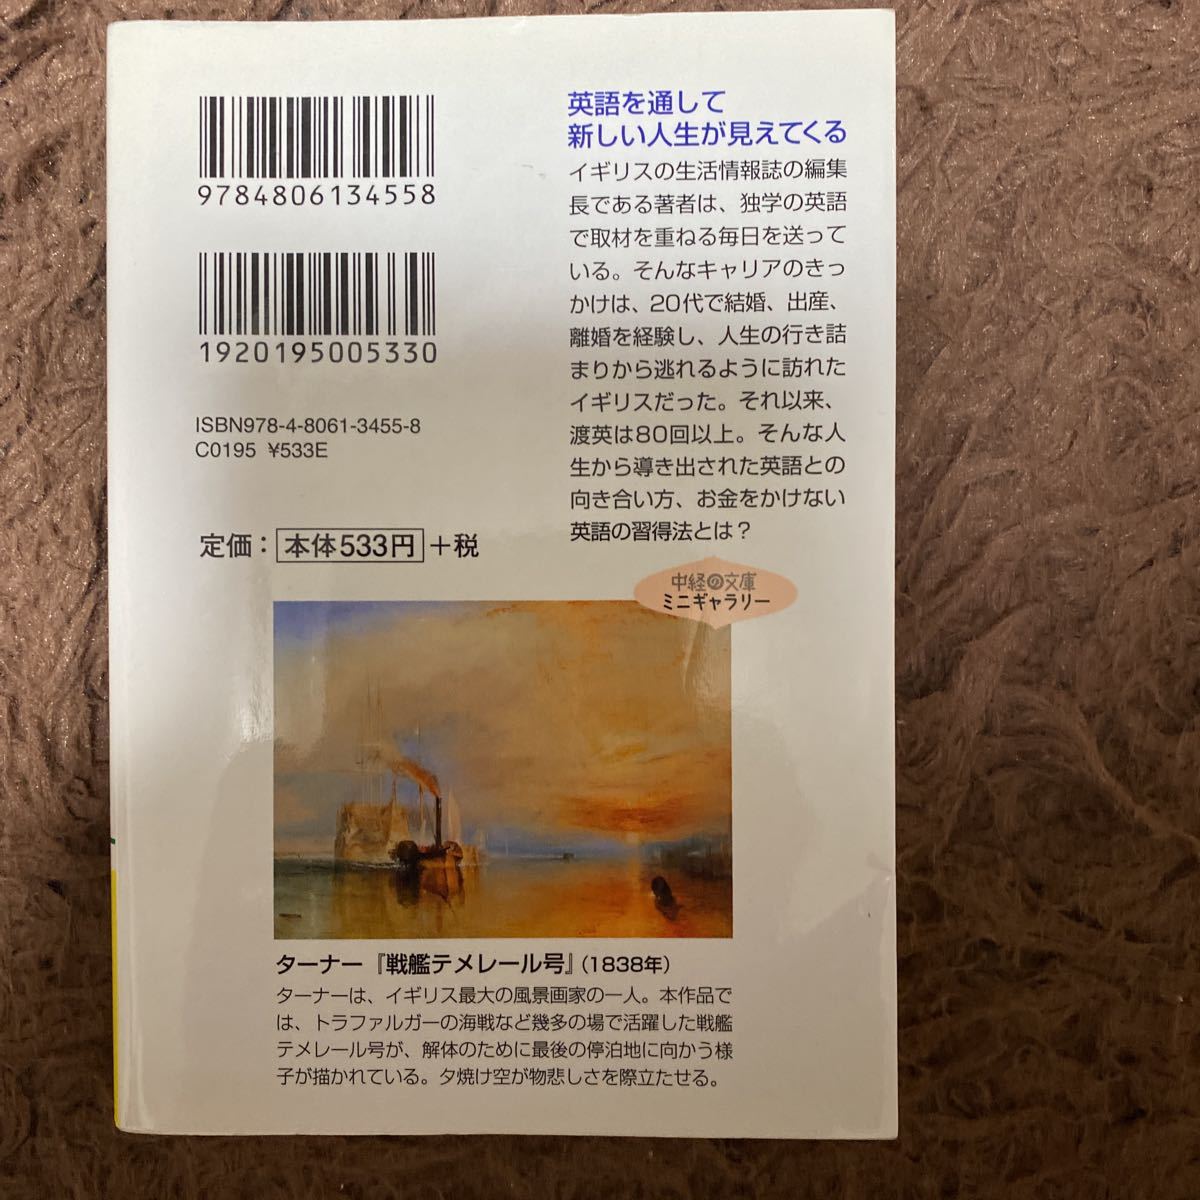 9784806134558
1920195005330
ISBN978-4-8061-3455-8
C0195 ¥533E
定価：本体533円＋税
英語を通して
新しい人生が見えてくる
イギリスの生活情報誌の編集
長である著者は、独学の英語
で取材を重ねる毎日を送って
いる。そんなキャリアのきっ
かけは、20代で結婚、出産、
離婚を経験し、人生の行き詰
まりから逃れるように訪れた
イギリスだった。それ以来、
渡英は80回以上。そんな人
生から導き出された英語との
向き合い方、お金をかけない
英語の習得法とは？
中経の文庫
ミニギャラリー
ターナー『戦艦テメレール号』（1838年）
ターナーは、イギリス最大の風景画家の一人。本作品で
は、トラファルガーの海戦など幾多の場で活躍した戦艦
テメレール号が、解体のために最後の停泊地に向かう様
子が描かれている。夕焼け空が物悲しさを際立たせる。